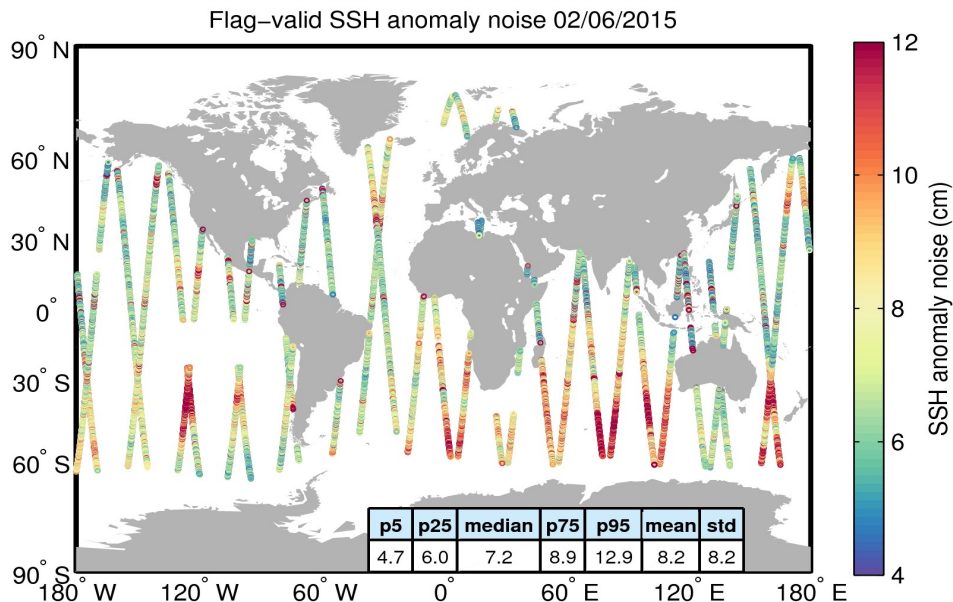 Flag−valid SSH anomaly noise 02/06/2015
90° N
60° N
30° N
0°
30° S
60° S
90° S
180° W
120° W
60° W
0°
60° E
120° E
180° E
12
10
8
6
4
SSH anomaly noise (cm)
p5 p25 median p75 p95 mean std
4.7 6.0 7.2 8.9 12.9 8.2 8.2